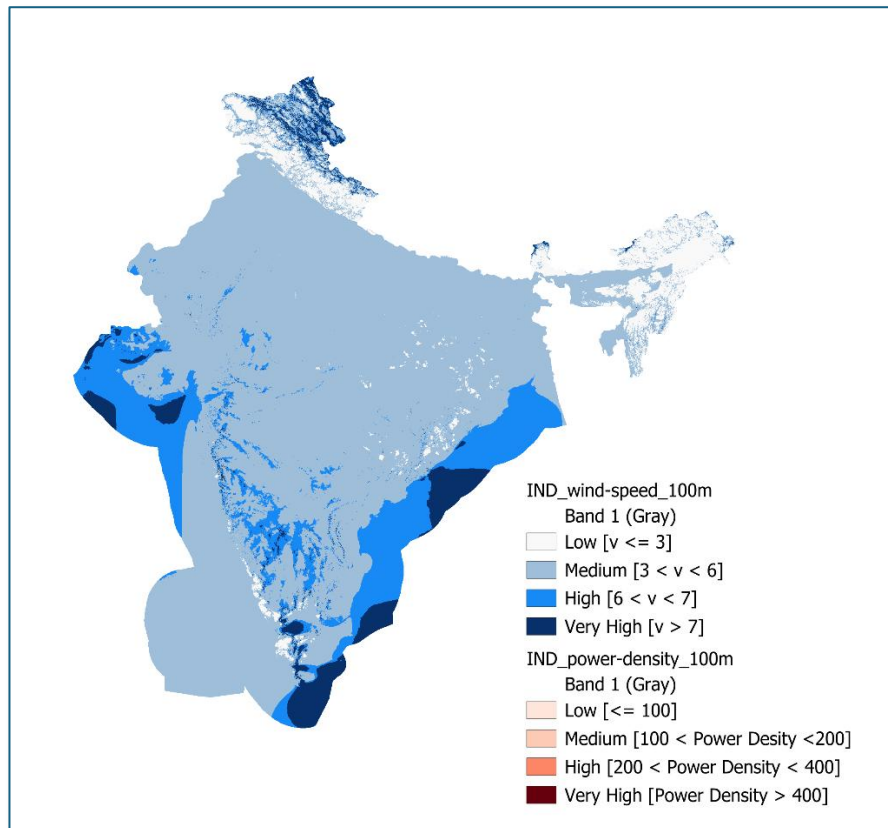 IND_wind-speed_100m
Band 1 (Gray)
Low [v <= 3]
Medium [3 < v < 6]
High [6 < v < 7]
Very High [v > 7]
IND_power-density_100m
Band 1 (Gray)
Low [<= 100]
Medium [100 < Power Desity <200]
High [200 < Power Density < 400]
Very High [Power Density > 400]